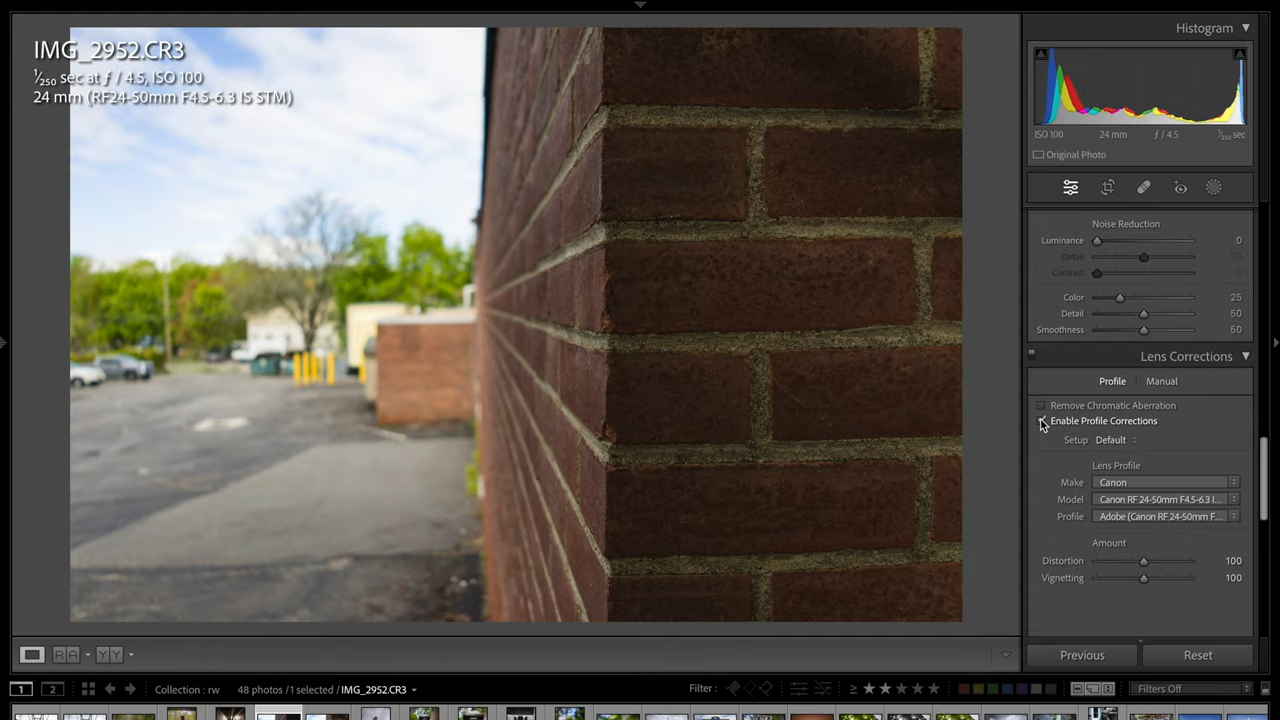 Histogram
IMG_2952.CR3
1/250 sec at ƒ / 4.5, ISO 100
24 mm (RF24-50mm F4.5-6.3 IS STM)
ISO 100 24 mm ƒ / 4.5 1/250 sec
Original Photo
Noise Reduction
Luminance 0
Detail 50
Contrast 0
Color 25
Detail 50
Smoothness 50
Lens Corrections
Profile Manual
Remove Chromatic Aberration
Enable Profile Corrections
Setup Default
Lens Profile
Make Canon
Model Canon RF 24-50mm F4.5-6.3 I...
Profile Adobe (Canon RF 24-50mm F...
Amount
Distortion 100
Vignetting 100
R A Y Y
Previous Reset
1 2 Collection : rw 48 photos / 1 selected / IMG_2952.CR3 Filter : ≥ ★★★★★ Filters Off